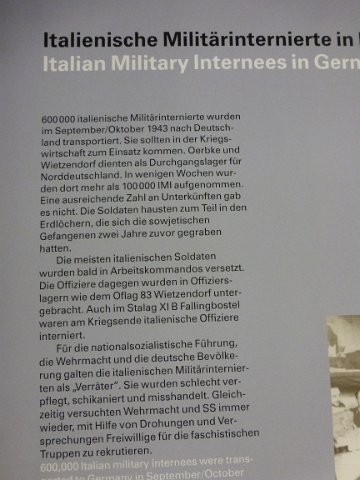 Italienische Militärinternierte in
Italian Military Internees in Germ
600 000 italienische Militärinternierte wurden
im September/Oktober 1943 nach Deutsch-
land transportiert. Sie sollten in der Kriegs-
wirtschaft zum Einsatz kommen. Oerbke und
Wietzendorf dienten als Durchgangslager für
Norddeutschland. In wenigen Wochen wur-
den dort mehr als 100 000 IMI aufgenommen.
Eine ausreichende Zahl an Unterkünften gab
es nicht. Die Soldaten hausten zum Teil in den
Erdlöchern, die sich die sowjetischen
Gefangenen zwei Jahre zuvor gegraben
hatten.
Die meisten italienischen Soldaten
wurden bald in Arbeitskommandos versetzt.
Die Offiziere dagegen wurden in Offiziers-
lagern wie dem Oflag 83 Wietzendorf unter-
gebracht. Auch im Stalag XI B Fallingbostel
waren am Kriegsende italienische Offiziere
interniert.
Für die nationalsozialistische Führung,
die Wehrmacht und die deutsche Bevölke-
rung galten die italienischen Militärinternier-
ten als „Verräter“. Sie wurden schlecht ver-
pflegt, schikaniert und misshandelt. Gleich-
zeitig versuchten Wehrmacht und SS immer
wieder, mit Hilfe von Drohungen und Ver-
sprechungen Freiwillige für die faschistischen
Truppen zu rekrutieren.
600,000 Italian military internees were trans-
ported to Germany in September/October